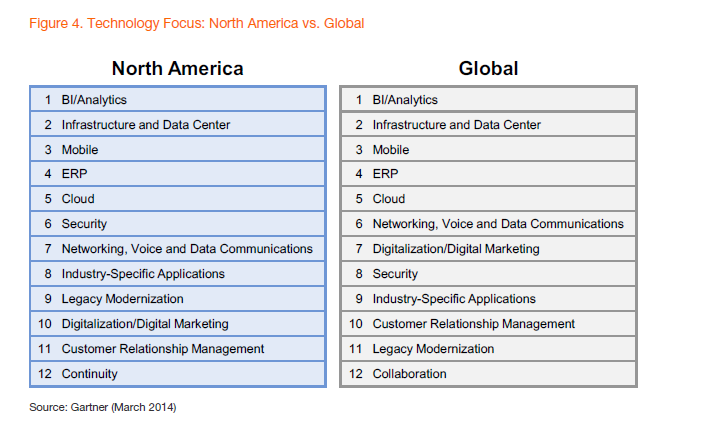 Figure 4. Technology Focus: North America vs. Global
North America
1 BI/Analytics
2 Infrastructure and Data Center
3 Mobile
4 ERP
5 Cloud
6 Security
7 Networking, Voice and Data Communications
8 Industry-Specific Applications
9 Legacy Modernization
10 Digitalization/Digital Marketing
11 Customer Relationship Management
12 Continuity
Global
1 BI/Analytics
2 Infrastructure and Data Center
3 Mobile
4 ERP
5 Cloud
6 Networking, Voice and Data Communications
7 Digitalization/Digital Marketing
8 Security
9 Industry-Specific Applications
10 Customer Relationship Management
11 Legacy Modernization
12 Collaboration
Source: Gartner (March 2014)